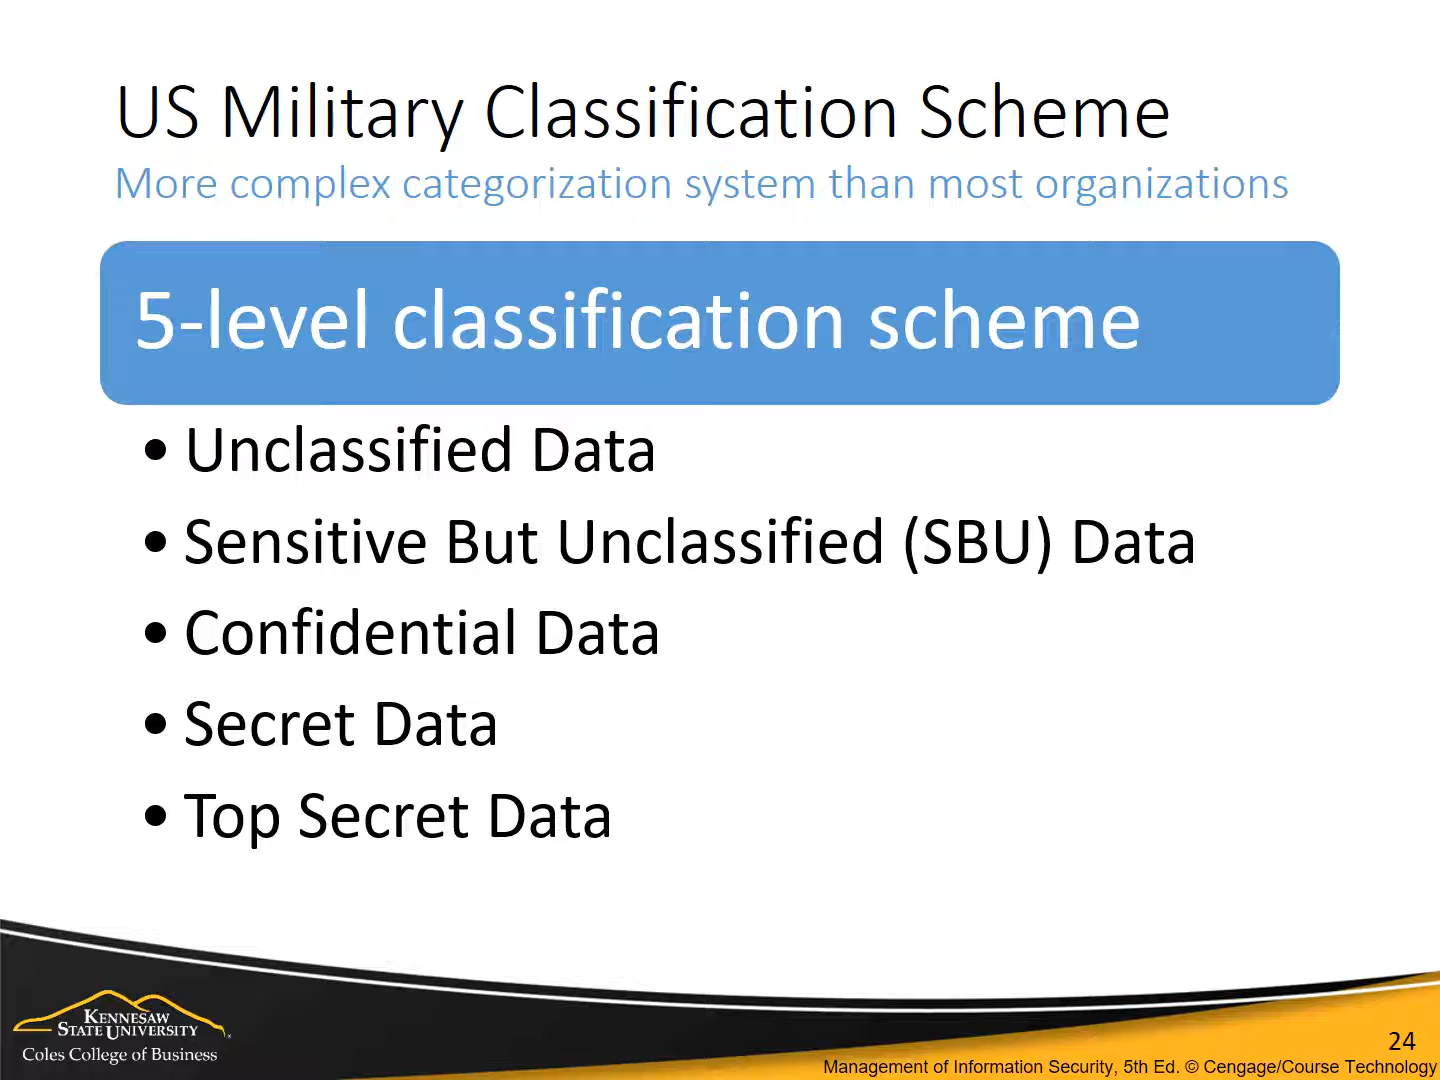 US Military Classification Scheme
More complex categorization system than most organizations
5-level classification scheme
• Unclassified Data
• Sensitive But Unclassified (SBU) Data
• Confidential Data
• Secret Data
• Top Secret Data
KENNESAW
STATE UNIVERSITY
Coles College of Business
24
Management of Information Security, 5th Ed. © Cengage/Course Technology